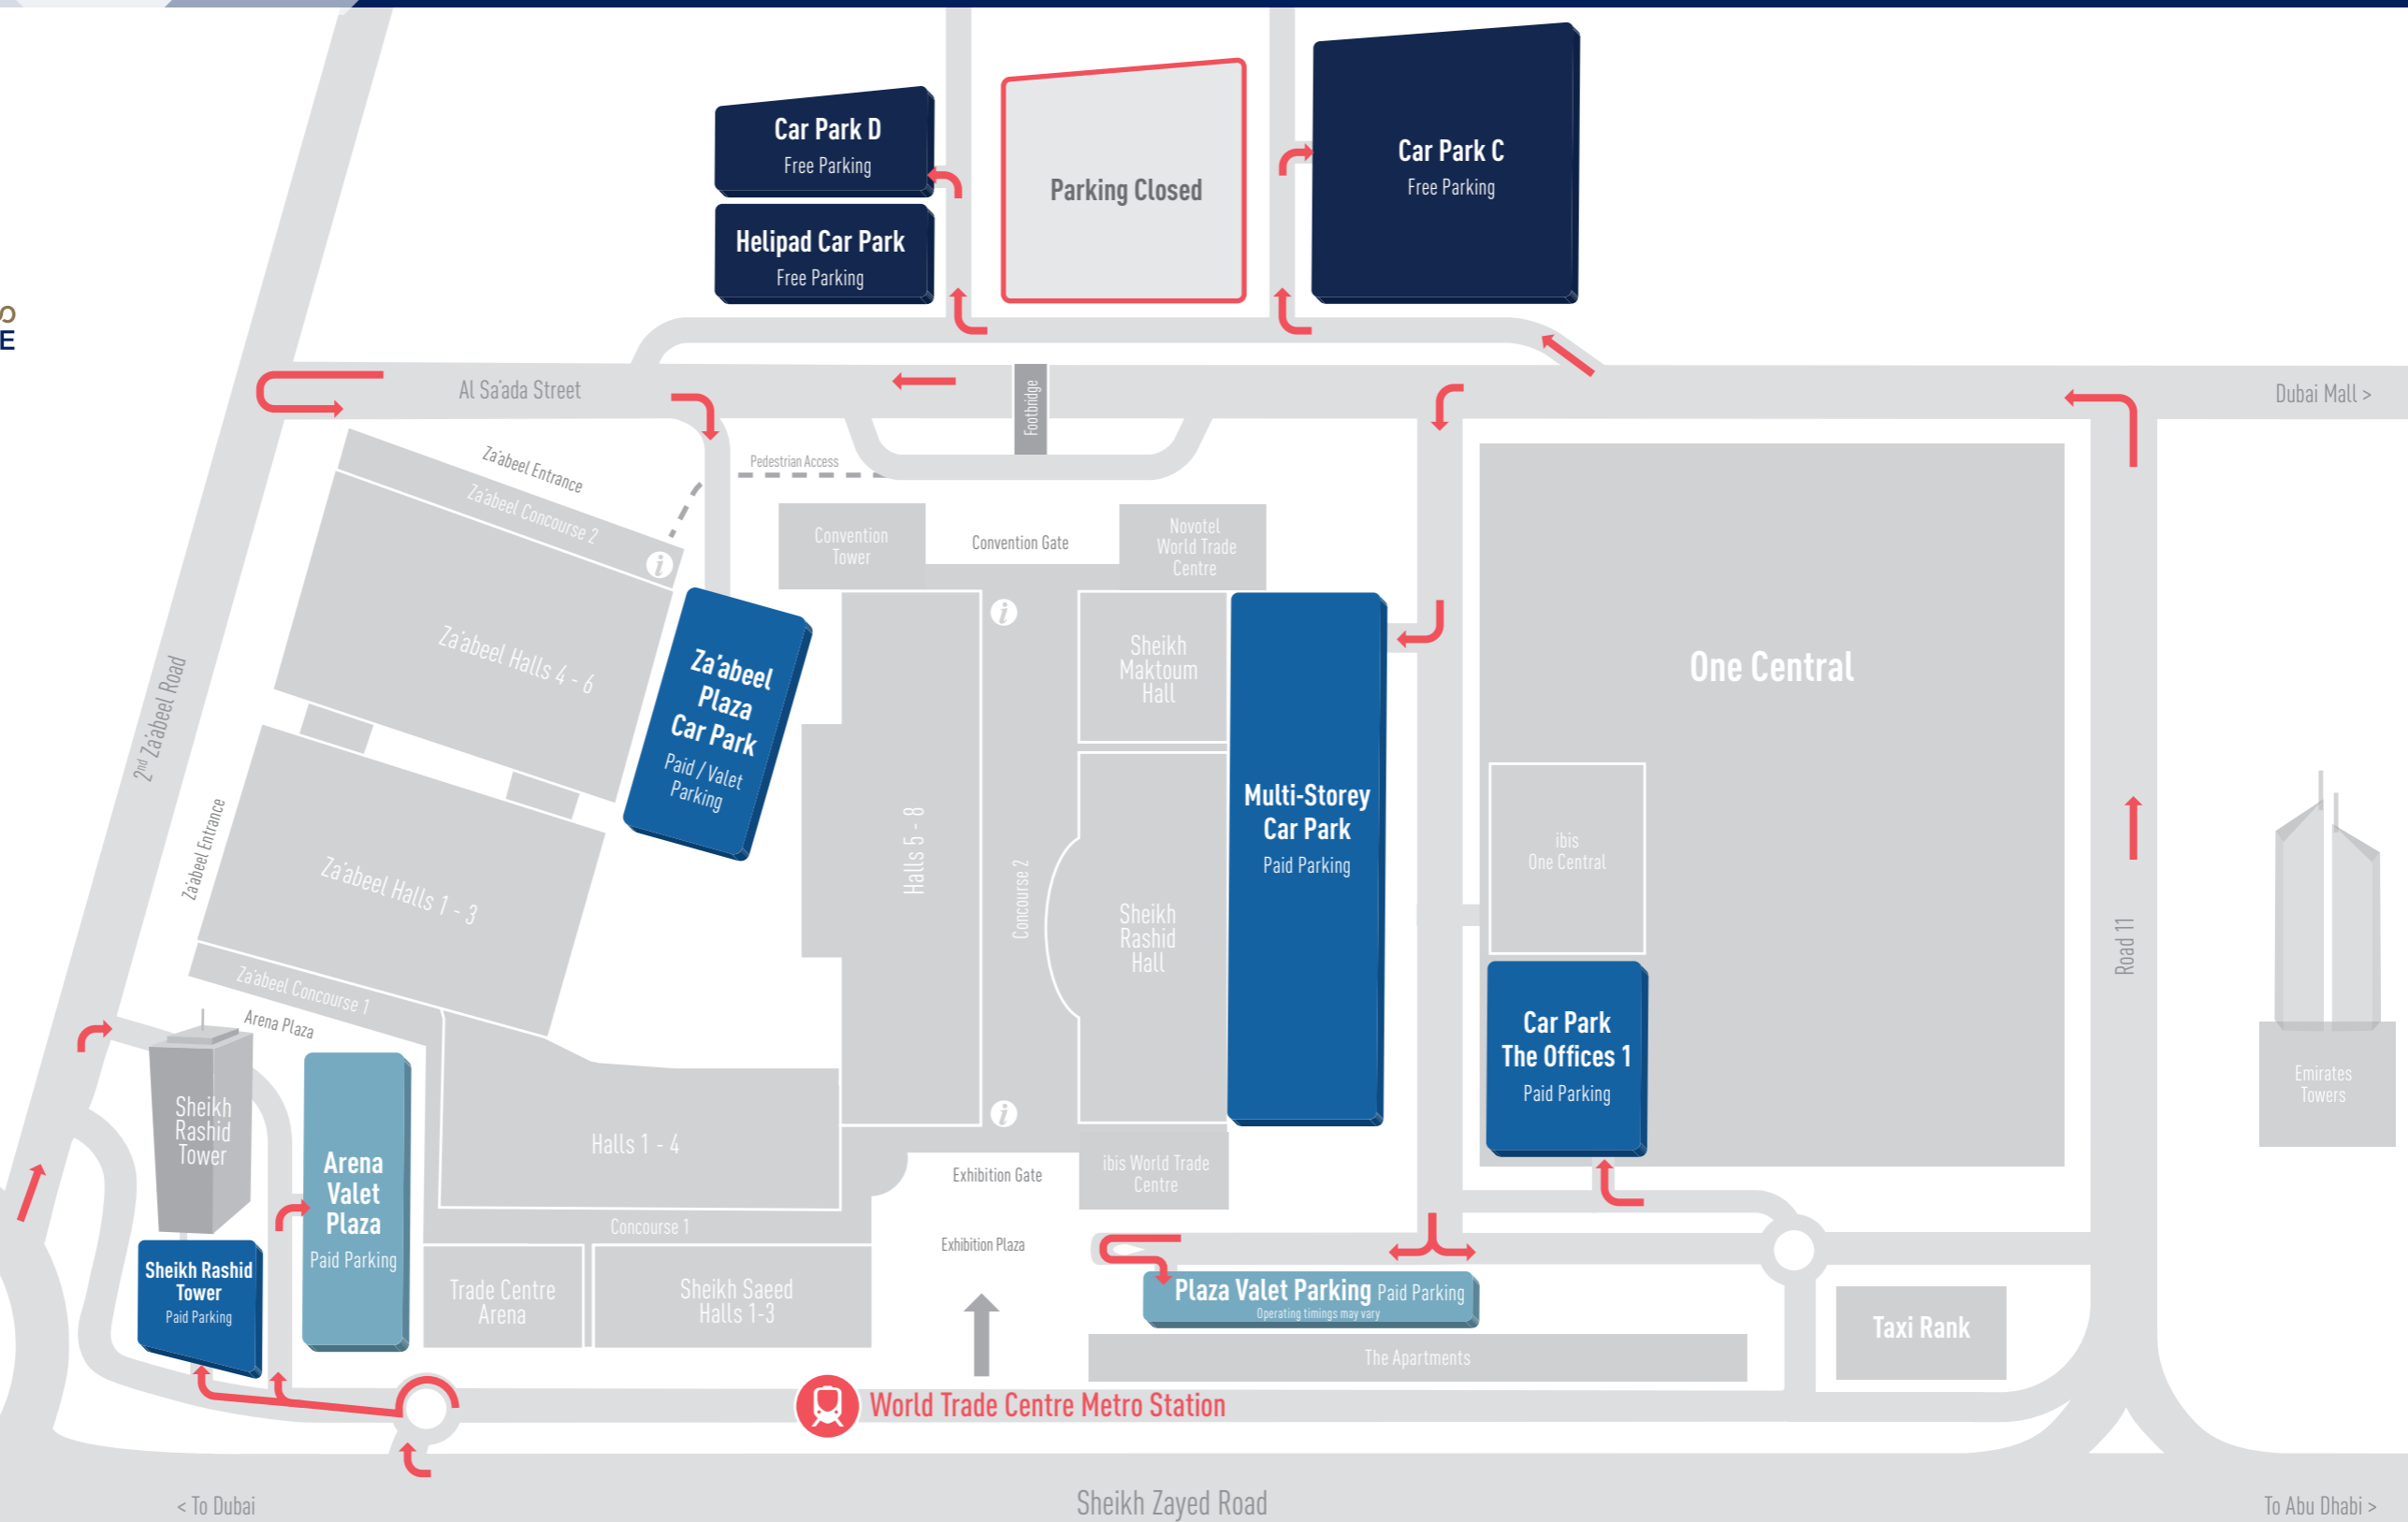 Car Park D
Free Parking
Helipad Car Park
Free Parking
Parking Closed
Car Park C
Free Parking
S
E
Al Sa'ada Street
Footbridge
Dubai Mall >
Za'abeel Entrance
Za'abeel Concourse 2
Pedestrian Access
Convention
Tower
Convention Gate
Novotel
World Trade
Centre
i
i
Za'abeel Halls 4 - 6
Za'abeel
Plaza
Car Park
Paid / Valet
Parking
Sheikh
Maktoum
Hall
One Central
2nd Za'abeel Road
Za'abeel Entrance
Za'abeel Halls 1 - 3
Halls 5 - 8
Concourse 2
Sheikh
Rashid
Hall
Multi-Storey
Car Park
Paid Parking
ibis
One Central
Road 11
Za'abeel Concourse 1
Arena Plaza
Car Park
The Offices 1
Paid Parking
Emirates
Towers
Sheikh
Rashid
Tower
Arena
Valet
Plaza
Paid Parking
Halls 1 - 4
i
Exhibition Gate
ibis World Trade
Centre
Concourse 1
Exhibition Plaza
Sheikh Rashid
Tower
Paid Parking
Trade Centre
Arena
Sheikh Saeed
Halls 1-3
Plaza Valet Parking Paid Parking
Operating timings may vary
Taxi Rank
The Apartments
World Trade Centre Metro Station
< To Dubai
Sheikh Zayed Road
To Abu Dhabi >